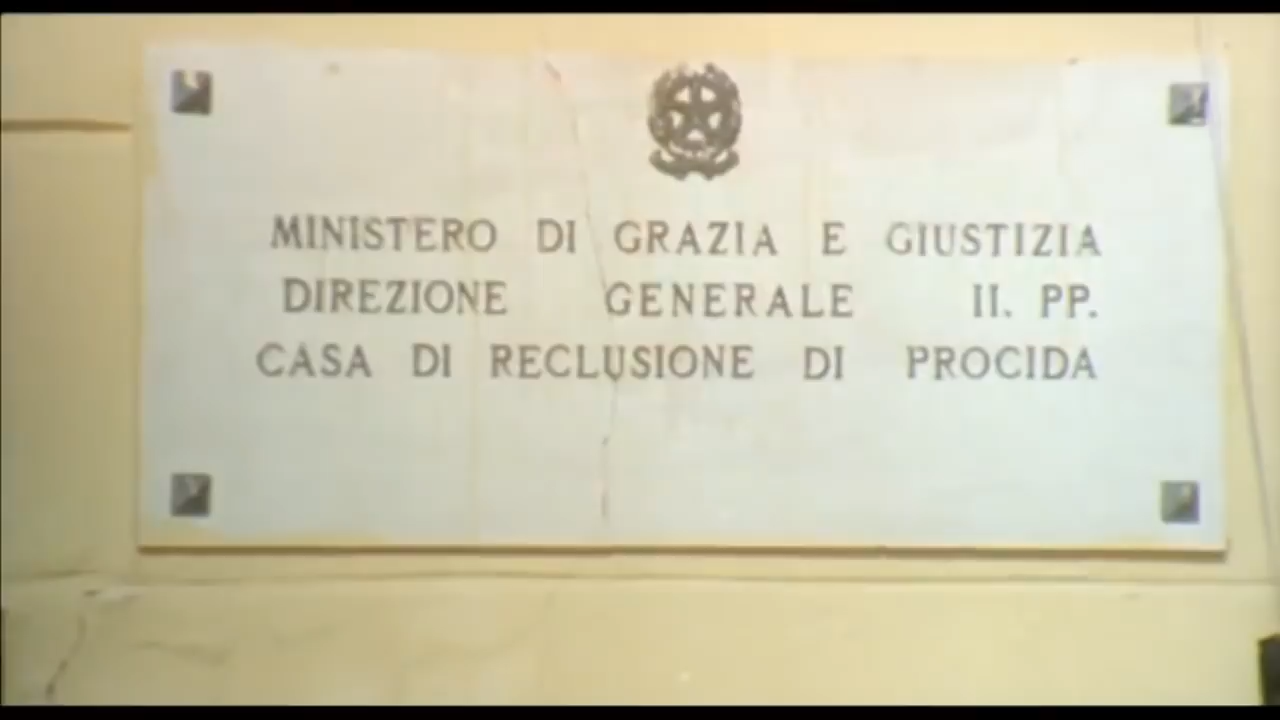 MINISTERO DI GRAZIA E GIUSTIZIA
DIREZIONE GENERALE II. PP.
CASA DI RECLUSIONE DI PROCIDA